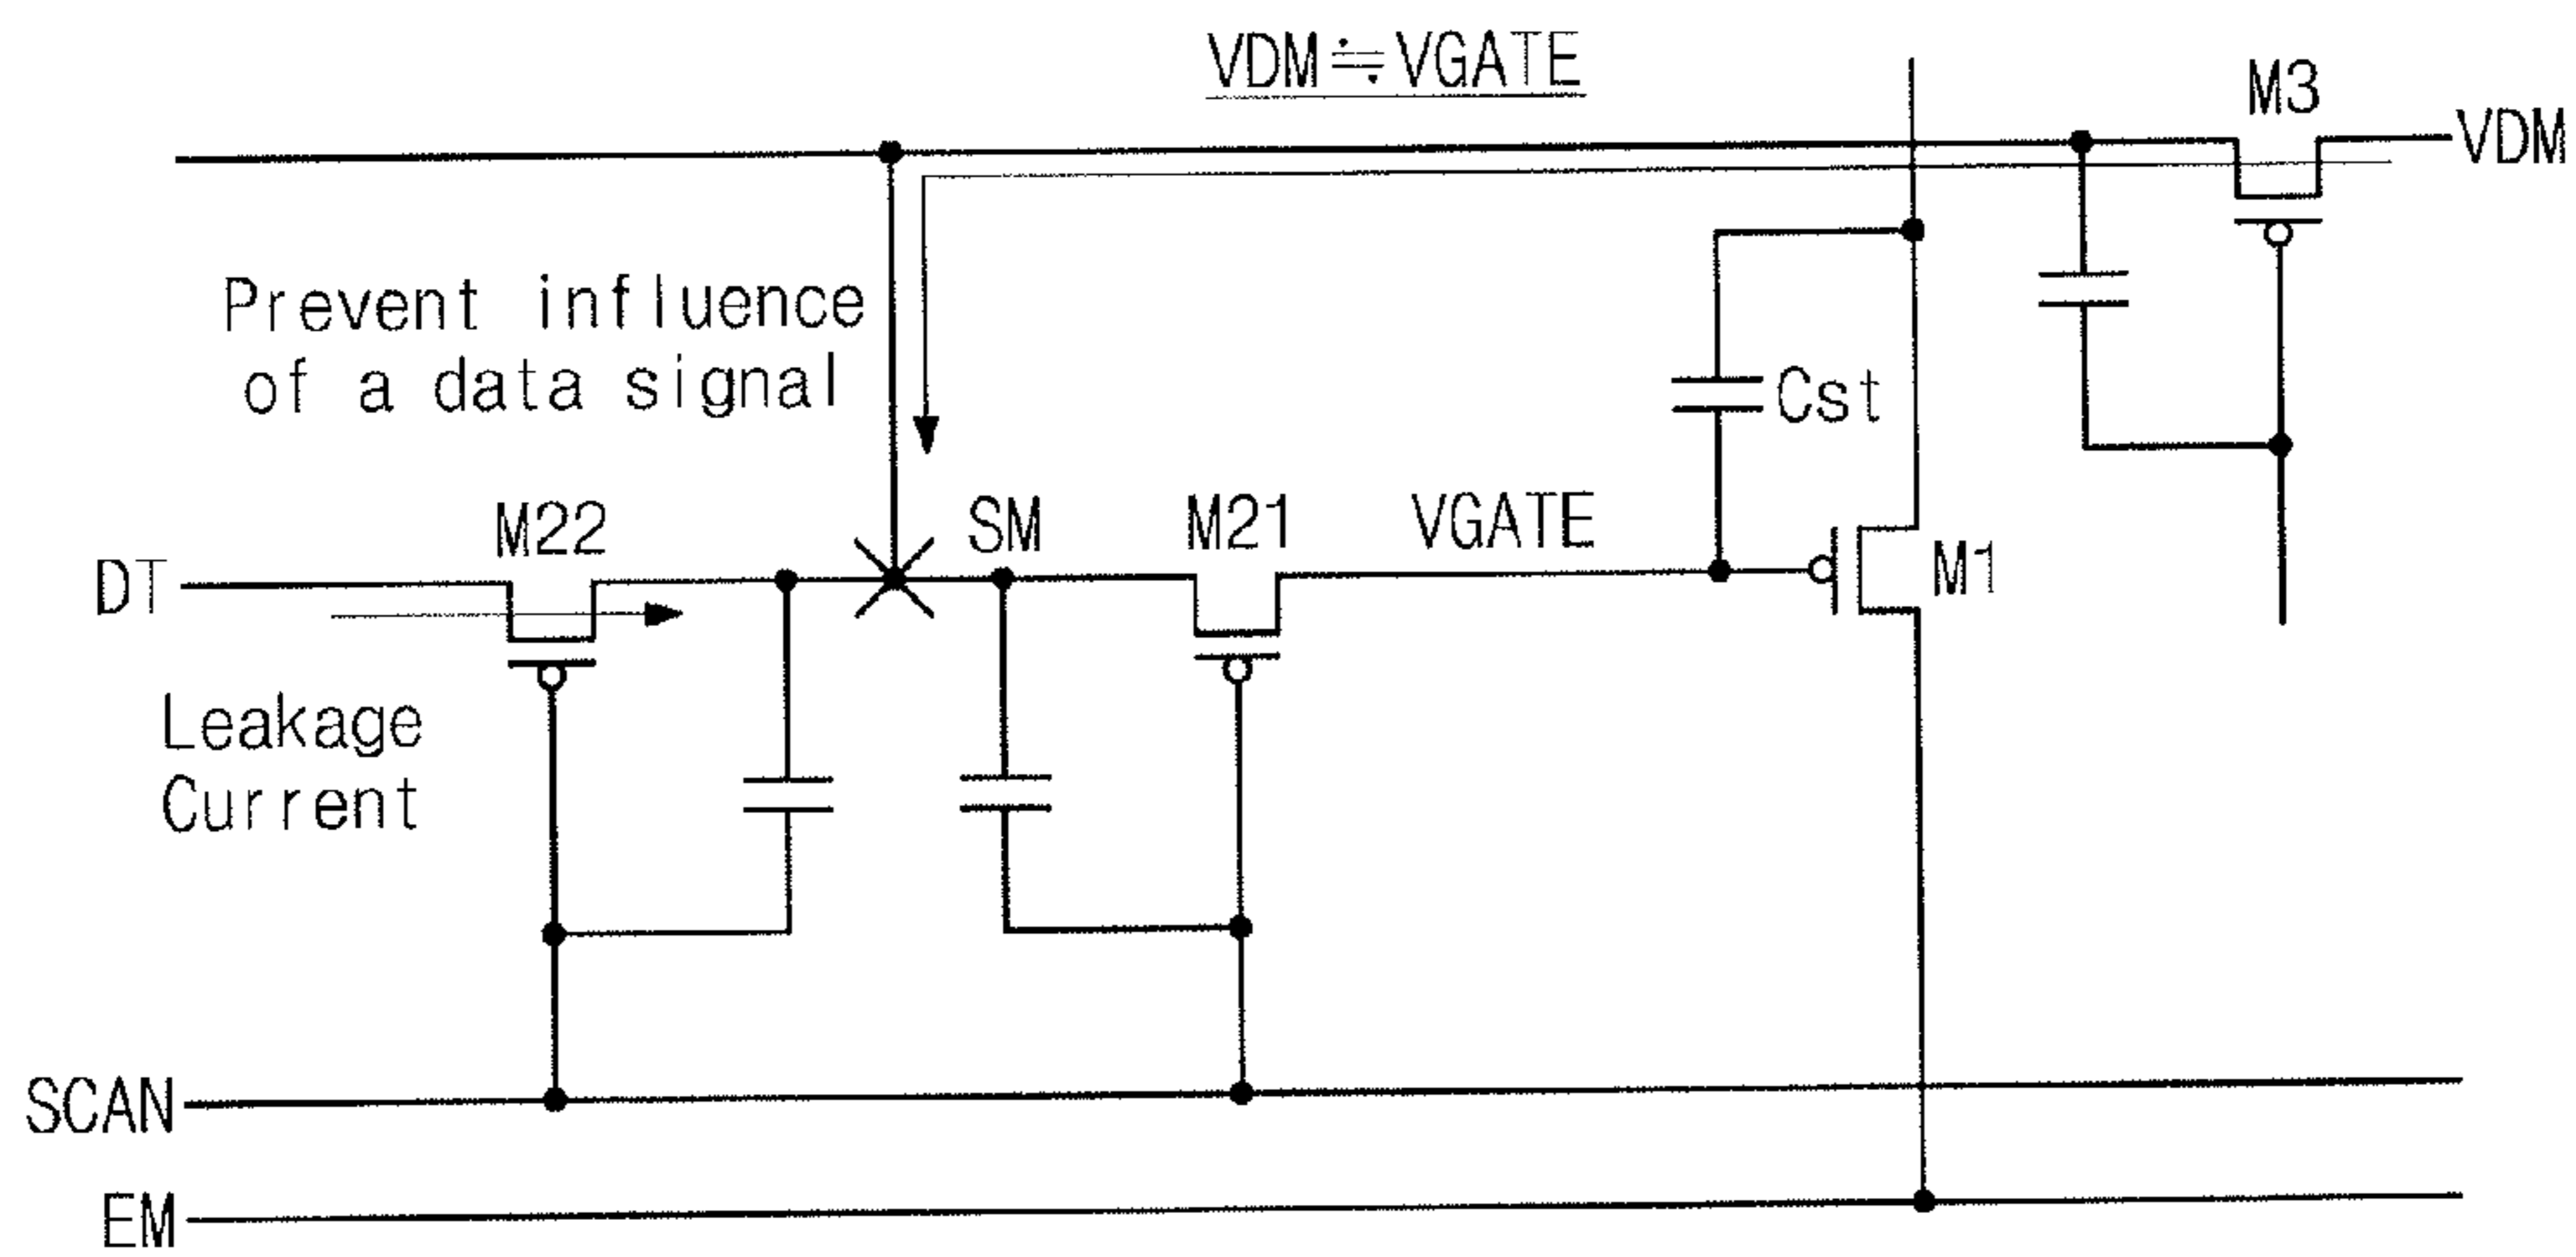 VDM≒VGATE
M3
VDM
Prevent influence
of a data signal
Cst
M22
SM
M21
VGATE
DT
M1
Leakage
Current
SCAN
EM